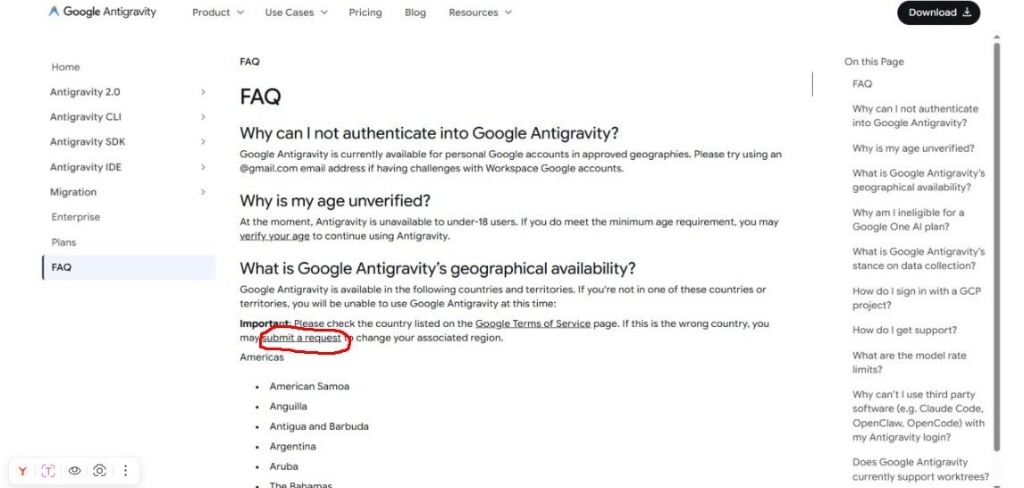 Google Antigravity
Product
Use Cases
Pricing
Blog
Resources
Download
Home
Antigravity 2.0
Antigravity CLI
Antigravity SDK
Antigravity IDE
Migration
Enterprise
Plans
FAQ
FAQ
FAQ
Why can I not authenticate into Google Antigravity?
Google Antigravity is currently available for personal Google accounts in approved geographies. Please try using an
@gmail.com email address if having challenges with Workspace Google accounts.
Why is my age unverified?
At the moment, Antigravity is unavailable to under-18 users. If you do meet the minimum age requirement, you may
verify your age to continue using Antigravity.
What is Google Antigravity's geographical availability?
Google Antigravity is available in the following countries and territories. If you're not in one of these countries or
territories, you will be unable to use Google Antigravity at this time:
Important: Please check the country listed on the Google Terms of Service page. If this is the wrong country, you
may submit a request to change your associated region.
Americas
• American Samoa
• Anguilla
• Antigua and Barbuda
• Argentina
• Aruba
• The Bahamas
On this Page
FAQ
Why can I not authenticate
into Google Antigravity?
Why is my age unverified?
What is Google Antigravity's
geographical availability?
Why am I ineligible for a
Google One AI plan?
What is Google Antigravity's
stance on data collection?
How do I sign in with a GCP
project?
How do I get support?
What are the model rate
limits?
Why can't I use third party
software (e.g. Claude Code,
OpenClaw, OpenCode) with
my Antigravity login?
Does Google Antigravity
currently support worktrees?
Y
T